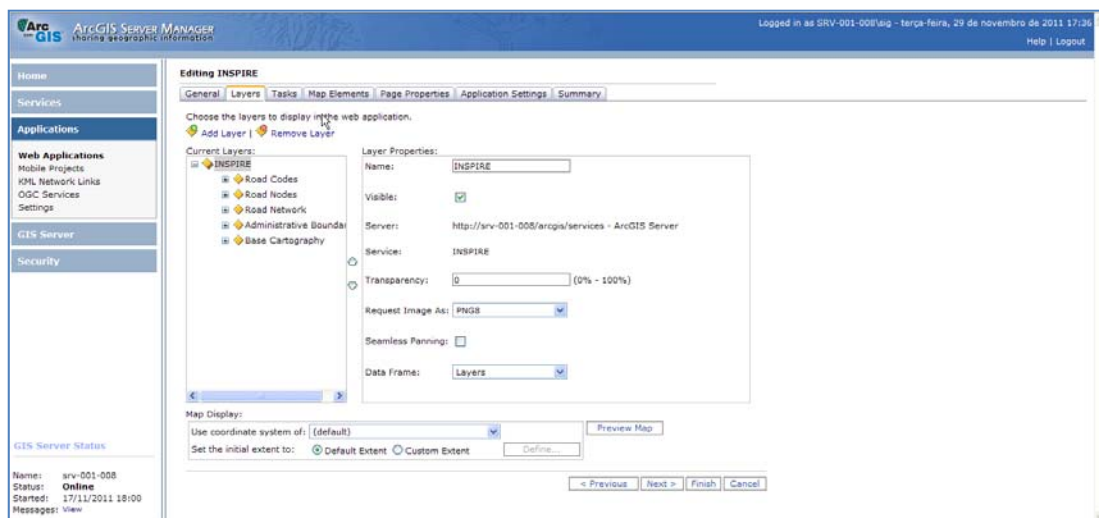 ArcGIS ArcGIS Server Manager
sharing geographic information
Logged in as SRV-001-008\sig - terça-feira, 29 de novembro de 2011 17:36
Help | Logout
Home
Services
Applications
Web Applications
Mobile Projects
KML Network Links
OGC Services
Settings
GIS Server
Security
GIS Server Status
Name: srv-001-008
Status: Online
Started: 17/11/2011 18:00
Messages: View
Editing INSPIRE
General Layers Tasks Map Elements Page Properties Application Settings Summary
Choose the layers to display in the web application.
Add Layer | Remove Layer
Current Layers:
INSPIRE
Road Codes
Road Nodes
Road Network
Administrative Boundar
Base Cartography
Layer Properties:
Name: INSPIRE
Visible:
Server: http://srv-001-008/arcgis/services - ArcGIS Server
Service: INSPIRE
Transparency: 0 (0% - 100%)
Request Image As: PNG8
Seamless Panning:
Data Frame: Layers
Map Display:
Use coordinate system of: (default)
Preview Map
Set the initial extent to: Default Extent Custom Extent Define...
< Previous Next > Finish Cancel